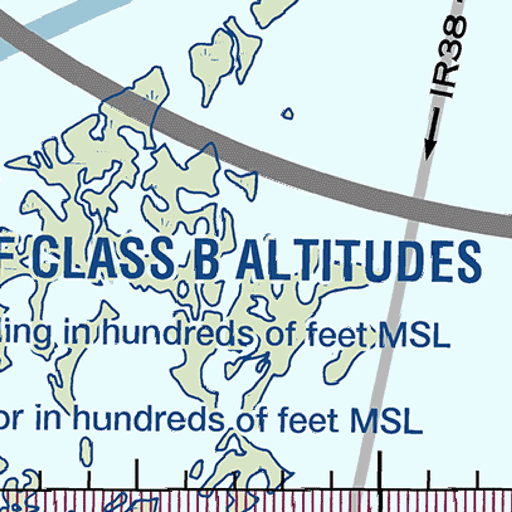 ← IR38
F CLASS B ALTITUDES
ling in hundreds of feet MSL
or in hundreds of feet MSL